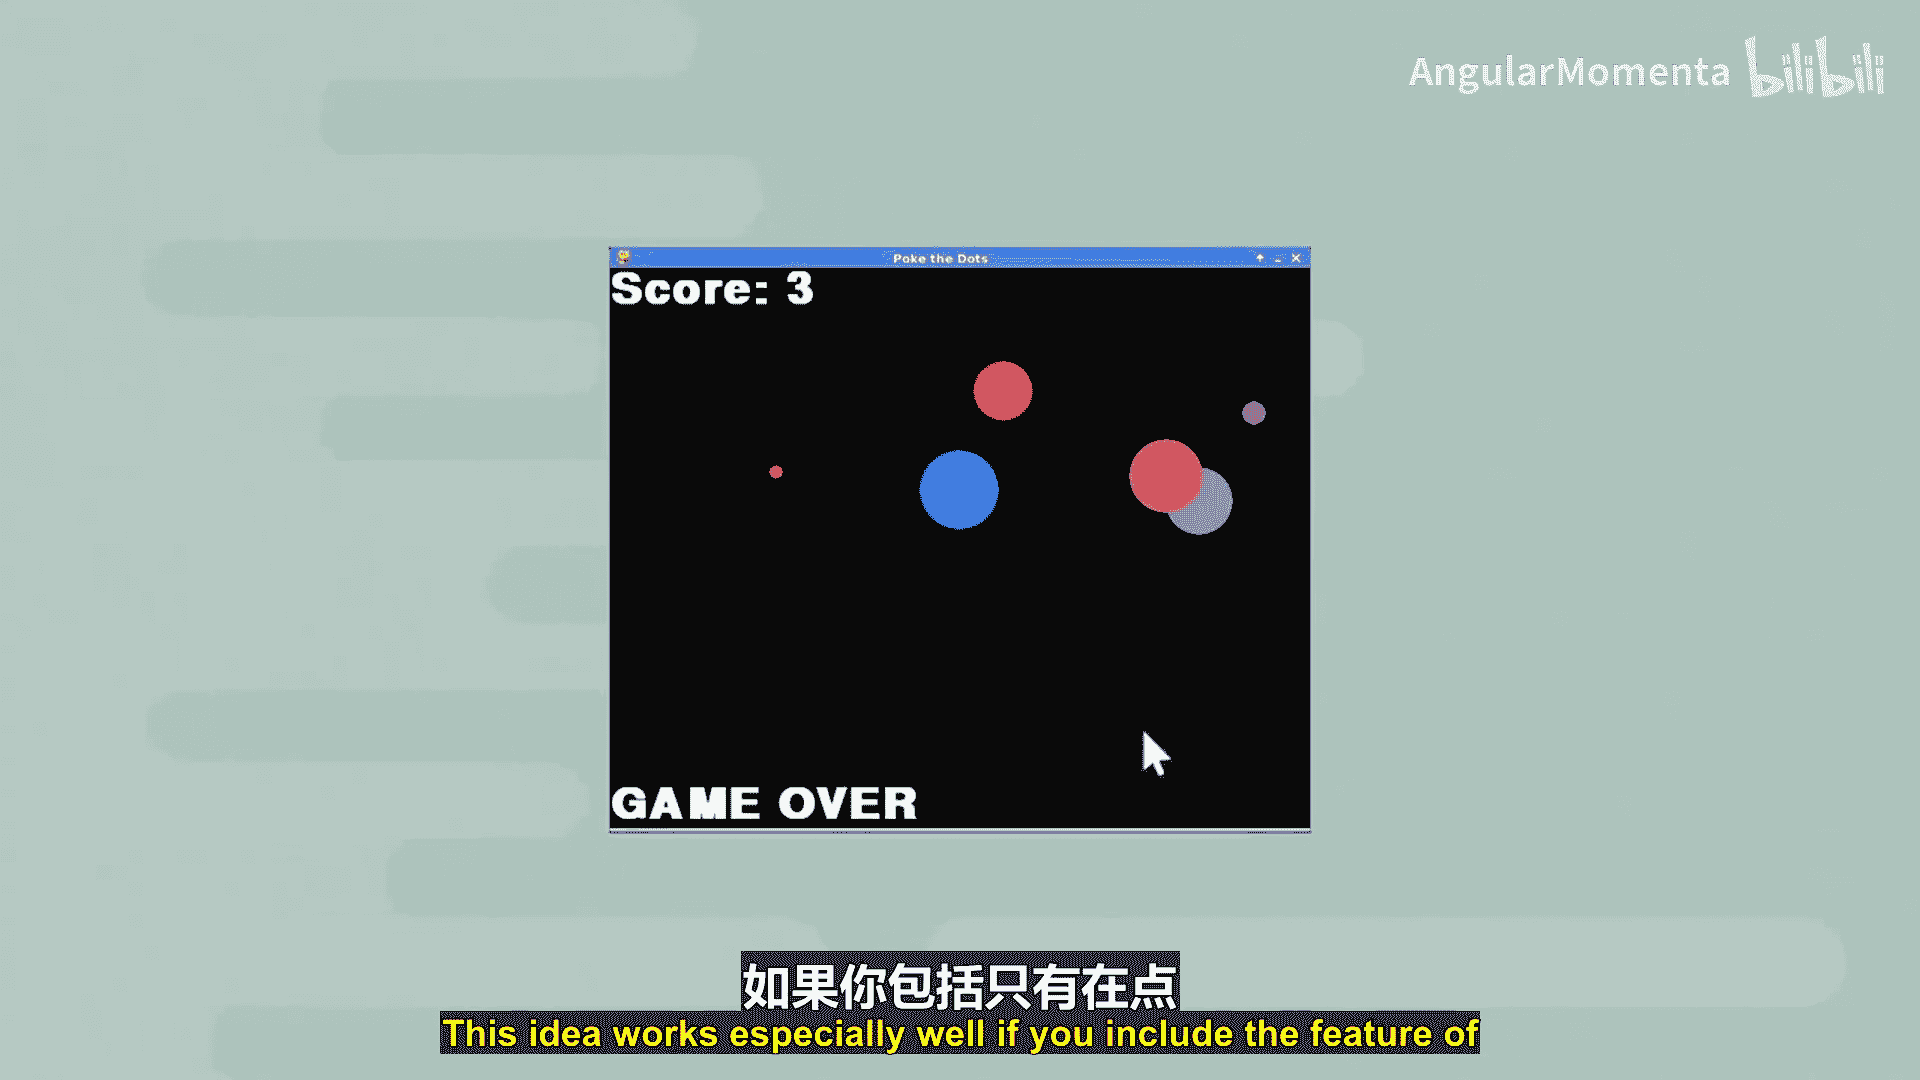 AngularMomenta bilibili
Poke the Dots
Score: 3
GAME OVER
如果你包括只有在点
This idea works especially well if you include the feature of